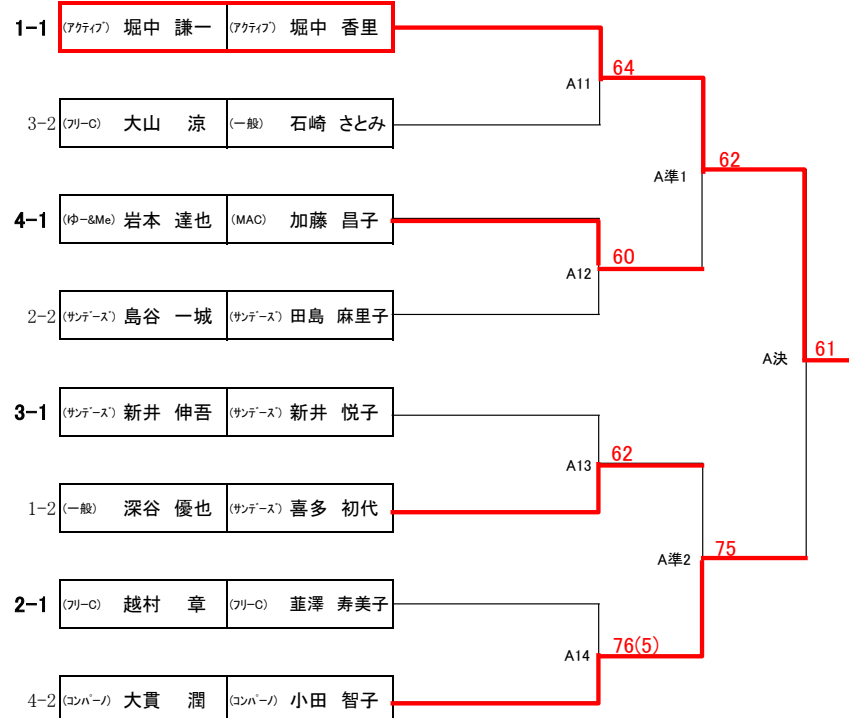 1-1 (アクティブ) 堀中 謙一 (アクティブ) 堀中 香里
A11 64
3-2 (フリーC) 大山 涼 (一般) 石崎 さとみ
A準1 62
4-1 (ゆー&Me) 岩本 達也 (MAC) 加藤 昌子
A12 60
2-2 (サンデーズ) 島谷 一城 (サンデーズ) 田島 麻里子
A決 61
3-1 (サンデーズ) 新井 伸吾 (サンデーズ) 新井 悦子
A13 62
1-2 (一般) 深谷 優也 (サンデーズ) 喜多 初代
A準2 75
2-1 (フリーC) 越村 章 (フリーC) 韮澤 寿美子
A14 76(5)
4-2 (コンパーノ) 大貫 潤 (コンパーノ) 小田 智子